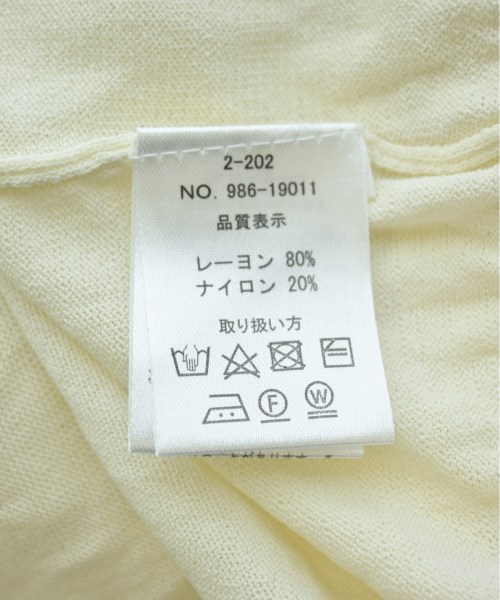 2-202
NO. 986-19011
品質表示
レーヨン 80%
ナイロン 20%
取り扱い方
F
W